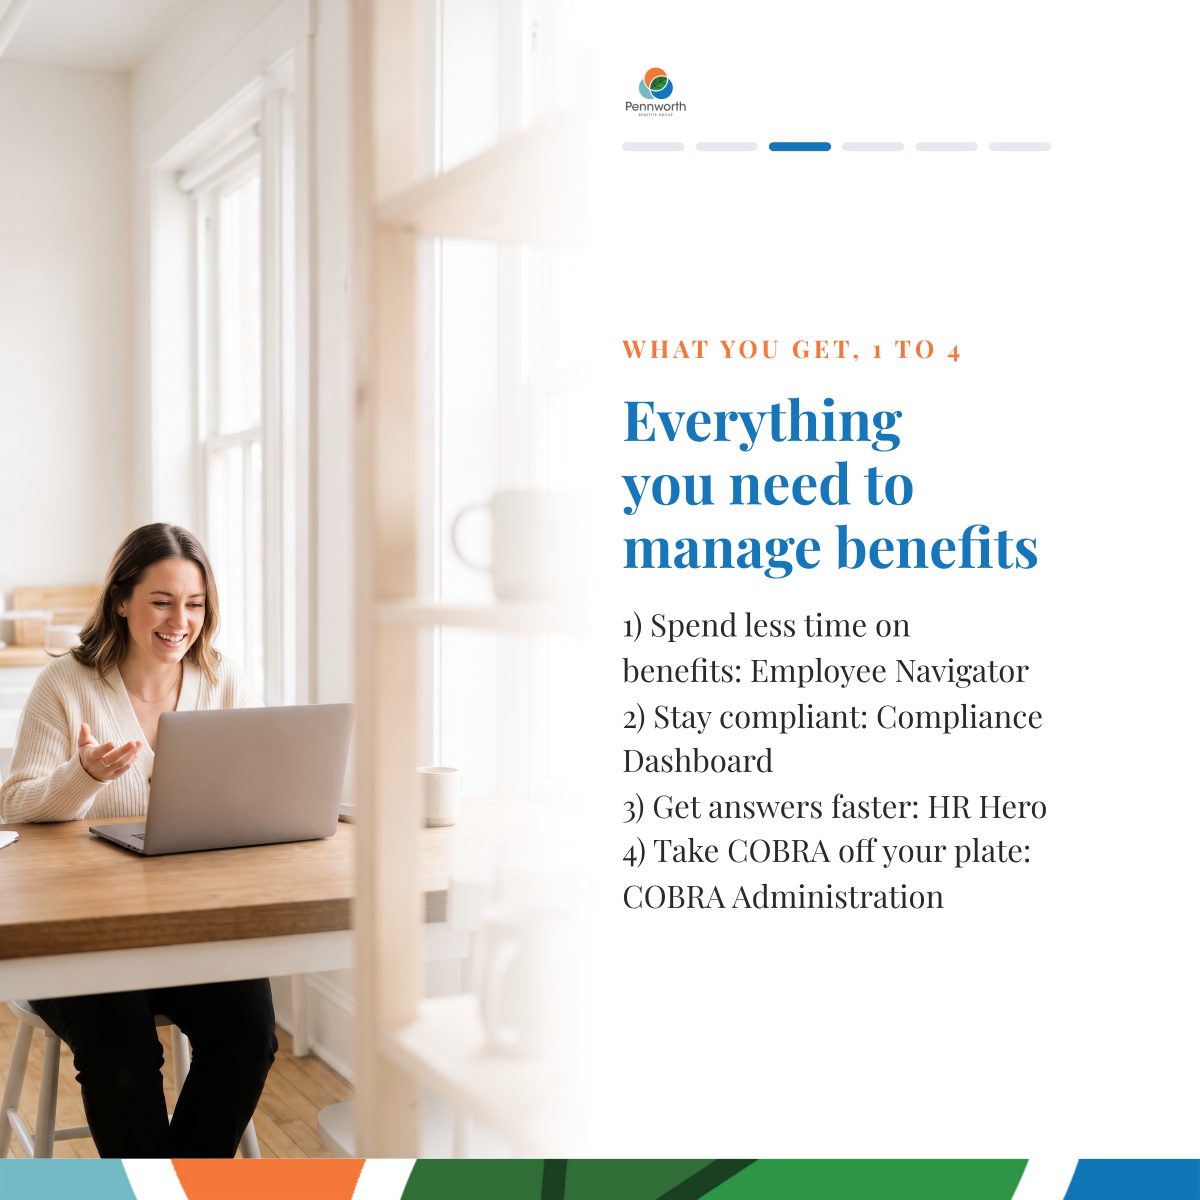 Pennworth
BENEFITS GROUP
WHAT YOU GET, 1 TO 4
Everything
you need to
manage benefits
1) Spend less time on
benefits: Employee Navigator
2) Stay compliant: Compliance
Dashboard
3) Get answers faster: HR Hero
4) Take COBRA off your plate:
COBRA Administration